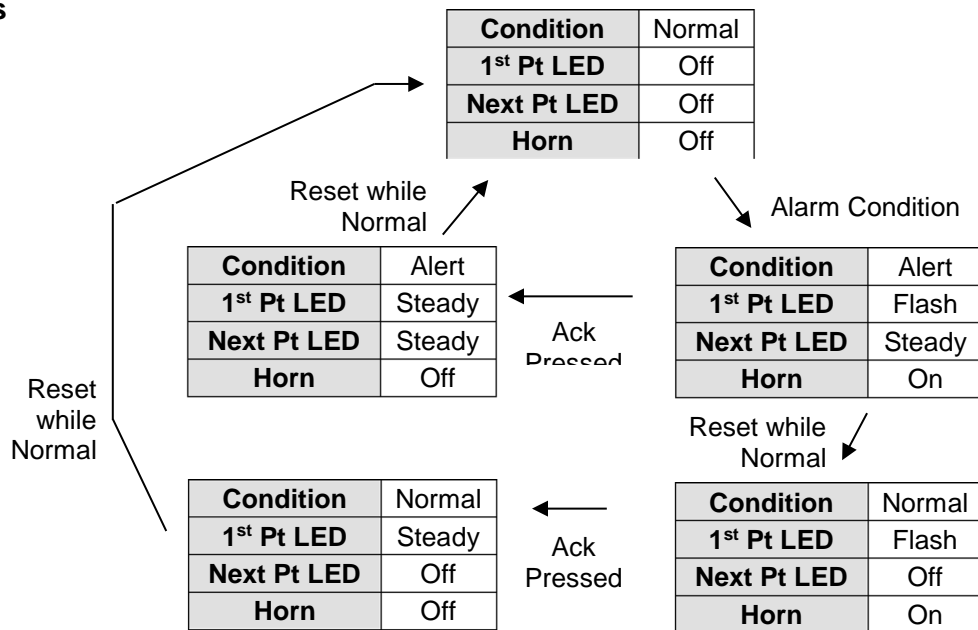 s
Condition Normal
1st Pt LED Off
Next Pt LED Off
Horn Off
Reset while
Normal
Alarm Condition
Condition Alert
1st Pt LED Steady
Next Pt LED Steady
Horn Off
Ack
Pressed
Condition Alert
1st Pt LED Flash
Next Pt LED Steady
Horn On
Reset
while
Normal
Reset while
Normal
Condition Normal
1st Pt LED Steady
Next Pt LED Off
Horn Off
Ack
Pressed
Condition Normal
1st Pt LED Flash
Next Pt LED Off
Horn On